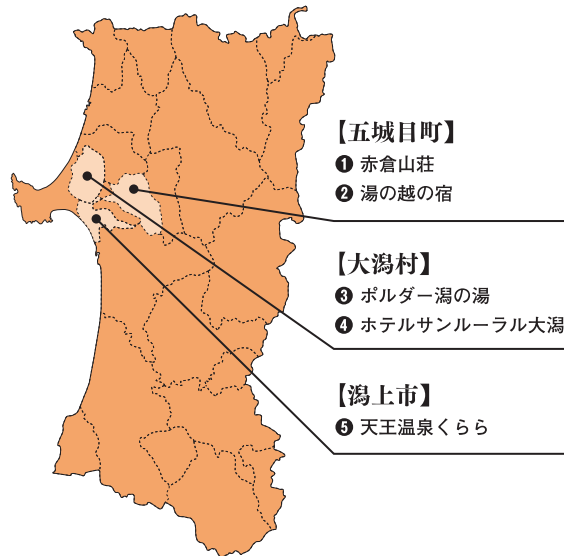 【五城目町】
❶ 赤倉山荘
❷ 湯の越の宿
【大潟村】
❸ ポルダー潟の湯
❹ ホテルサンルーラル大潟
【潟上市】
❺ 天王温泉くらら